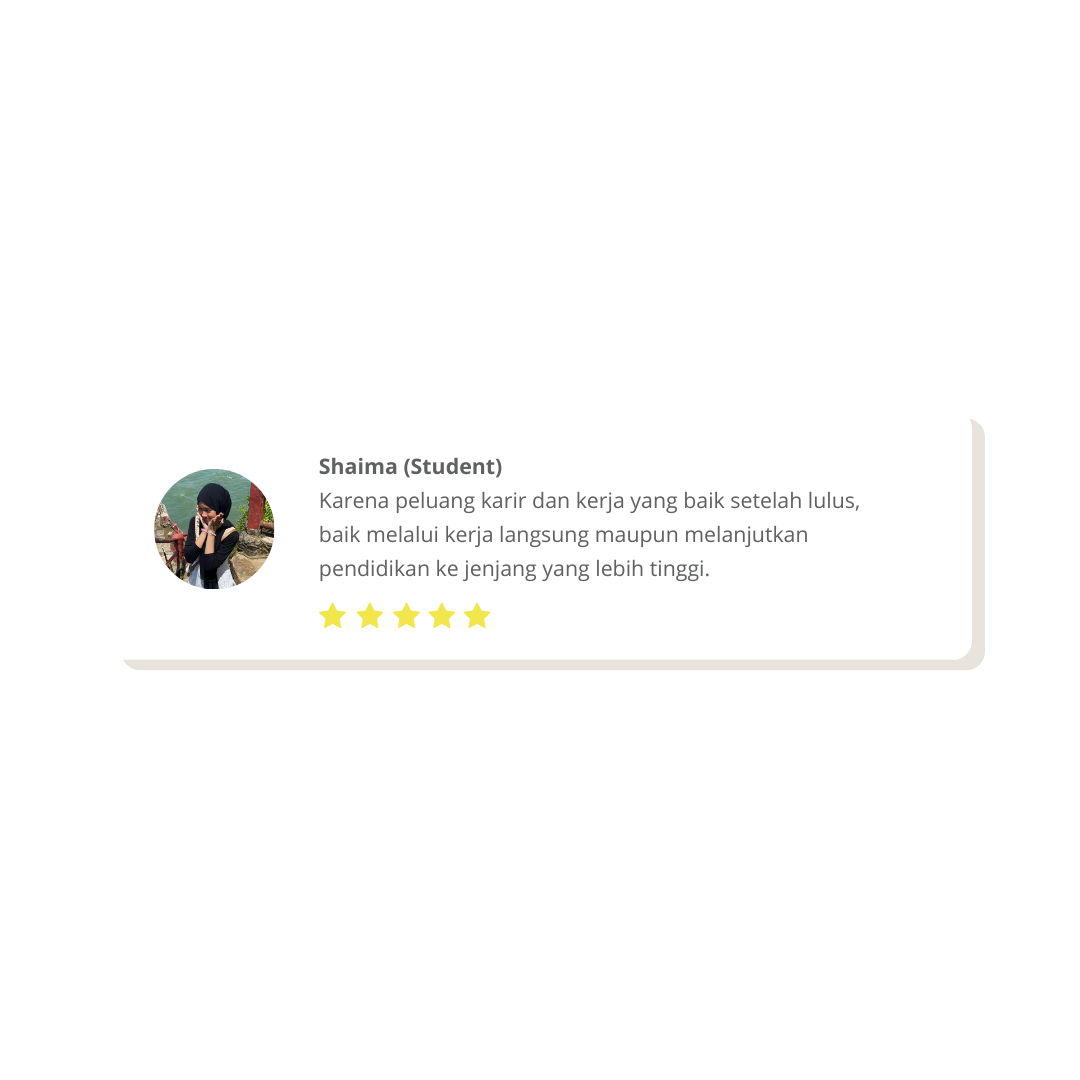 Shaima (Student)
Karena peluang karir dan kerja yang baik setelah lulus,
baik melalui kerja langsung maupun melanjutkan
pendidikan ke jenjang yang lebih tinggi.